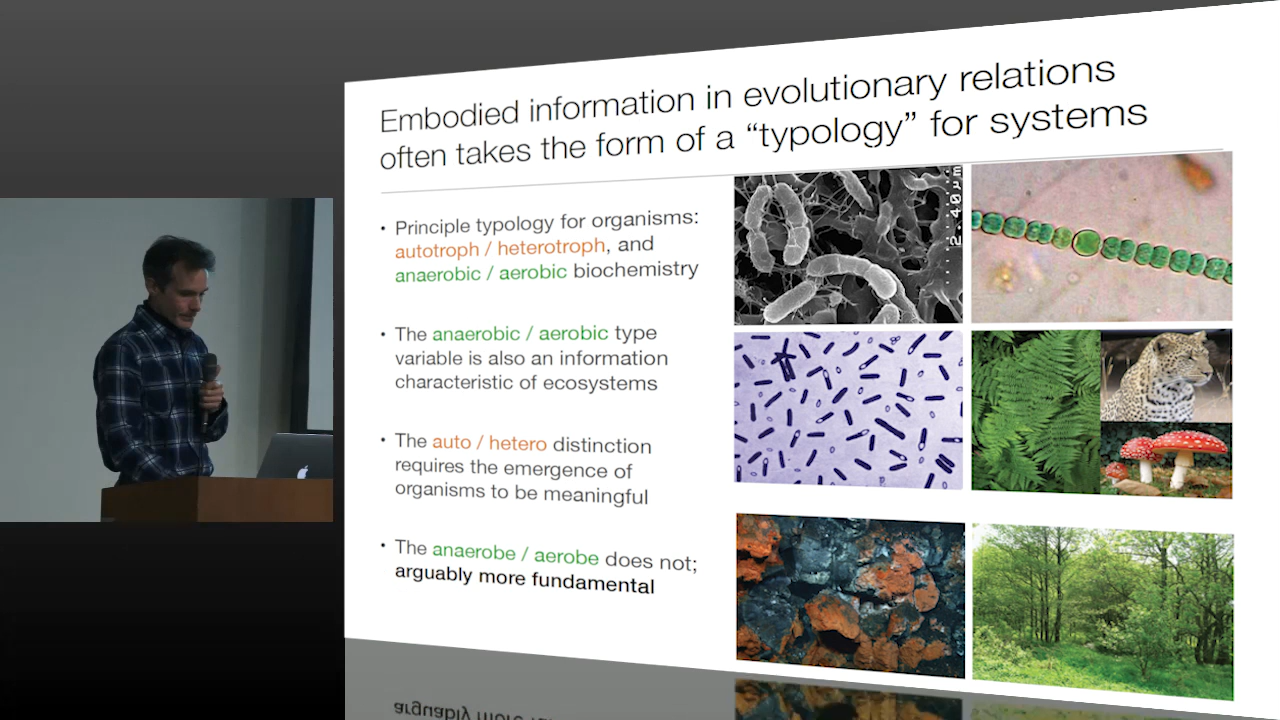 Embodied information in evolutionary relations
often takes the form of a “typology” for systems
• Principle typology for organisms:
autotroph / heterotroph, and
anaerobic / aerobic biochemistry
• The anaerobic / aerobic type
variable is also an information
characteristic of ecosystems
• The auto / hetero distinction
requires the emergence of
organisms to be meaningful
• The anaerobe / aerobe does not;
arguably more fundamental
2.40µm